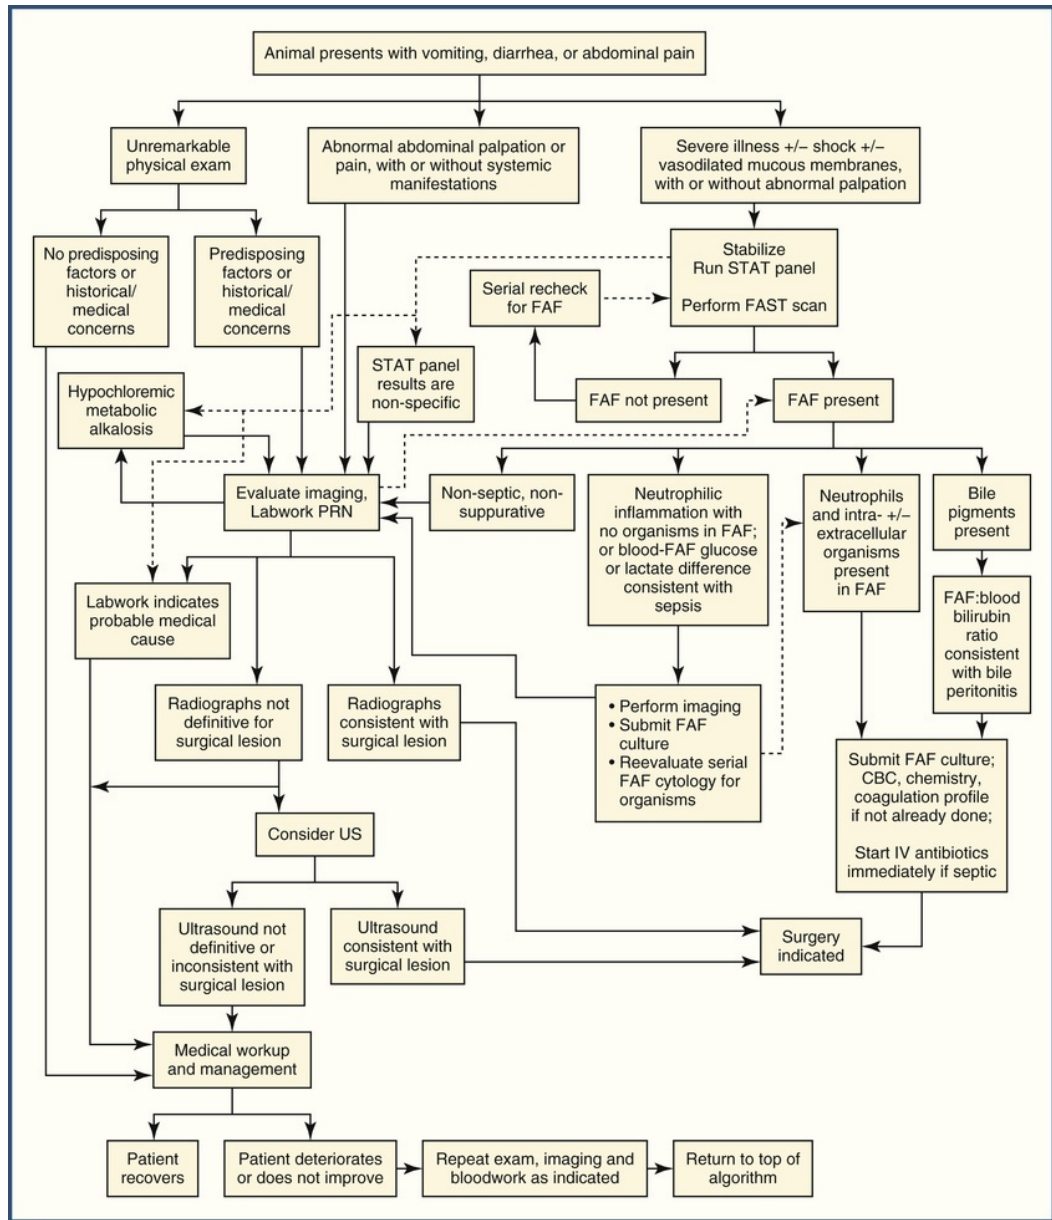 Animal presents with vomiting, diarrhea, or abdominal pain
Unremarkable
physical exam
Abnormal abdominal palpation or
pain, with or without systemic
manifestations
Severe illness +/– shock +/–
vasodilated mucous membranes,
with or without abnormal palpation
No predisposing
factors or
historical/
medical
concerns
Predisposing
factors or
historical/
medical
concerns
Stabilize
Run STAT panel
Perform FAST scan
Serial recheck
for FAF
STAT panel
results are
non-specific
Hypochloremic
metabolic
alkalosis
FAF not present
FAF present
Evaluate imaging,
Labwork PRN
Non-septic, non-
suppurative
Neutrophilic
inflammation with
no organisms in FAF;
or blood-FAF glucose
or lactate difference
consistent with
sepsis
Neutrophils
and intra- +/–
extracellular
organisms
present
in FAF
Bile
pigments
present
FAF:blood
bilirubin
ratio
consistent
with bile
peritonitis
Labwork indicates
probable medical
cause
Radiographs not
definitive for
surgical lesion
Radiographs
consistent with
surgical lesion
• Perform imaging
• Submit FAF
culture
• Reevaluate serial
FAF cytology for
organisms
Submit FAF culture;
CBC, chemistry,
coagulation profile
if not already done;
Start IV antibiotics
immediately if septic
Consider US
Ultrasound not
definitive or
inconsistent with
surgical lesion
Ultrasound
consistent with
surgical lesion
Surgery
indicated
Medical workup
and management
Patient
recovers
Patient deteriorates
or does not improve
Repeat exam, imaging and
bloodwork as indicated
Return to top of
algorithm